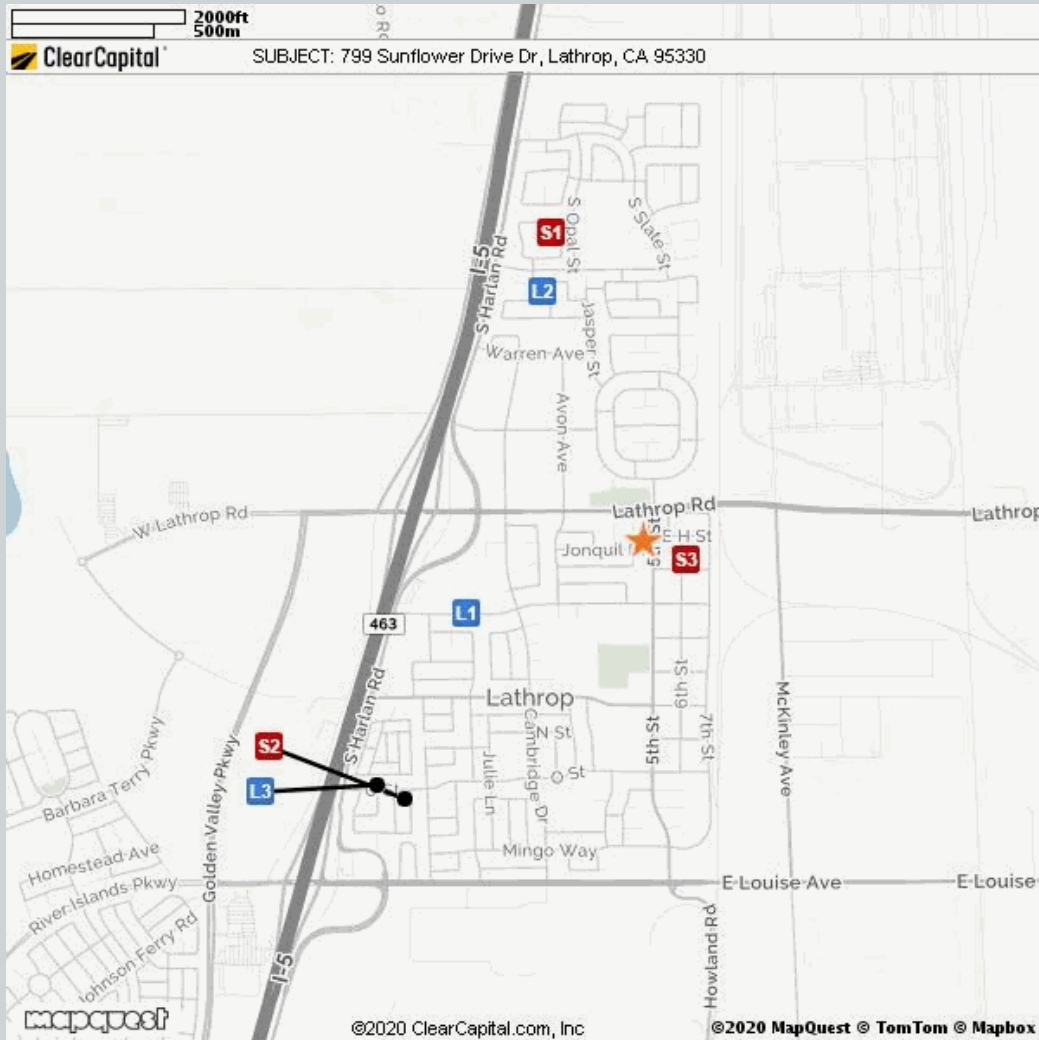 2000ft
500m
ClearCapital
SUBJECT: 799 Sunflower Drive Dr, Lathrop, CA 95330
S1
S Opal St
S Slate St
I-5
S Harlan Rd
L2
Jasper St
Warren Ave
Avon Ave
W Lathrop Rd
Lathrop Rd
Lathrop
Jonquil
5th St
E H St
S3
L1
463
6th St
Lathrop
S Harlan Rd
McKinley Ave
Cambridge Dr
N St
7th St
5th St
S2
Golden Valley Pkwy
Barbara Terry Pkwy
Julie Ln
O St
L3
Mingo Way
Homestead Ave
River Islands Pkwy
E Louise Ave
E Louise
Johnson Ferry Rd
Howland Rd
I-5
mapquest
©2020 ClearCapital.com, Inc
©2020 MapQuest © TomTom © Mapbox